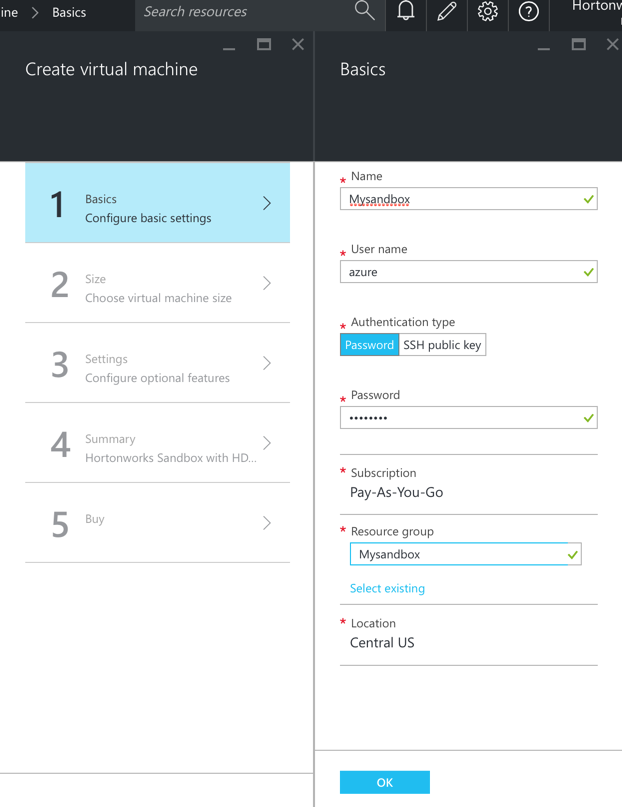 ine > Basics
Search resources
Hortonw
Create virtual machine
1
Basics
Configure basic settings
2
Size
Choose virtual machine size
3
Settings
Configure optional features
4
Summary
Hortonworks Sandbox with HD...
5
Buy
Basics
* Name
Mysandbox
* User name
azure
* Authentication type
Password SSH public key
* Password
••••••••
* Subscription
Pay-As-You-Go
* Resource group
Mysandbox
Select existing
* Location
Central US
OK